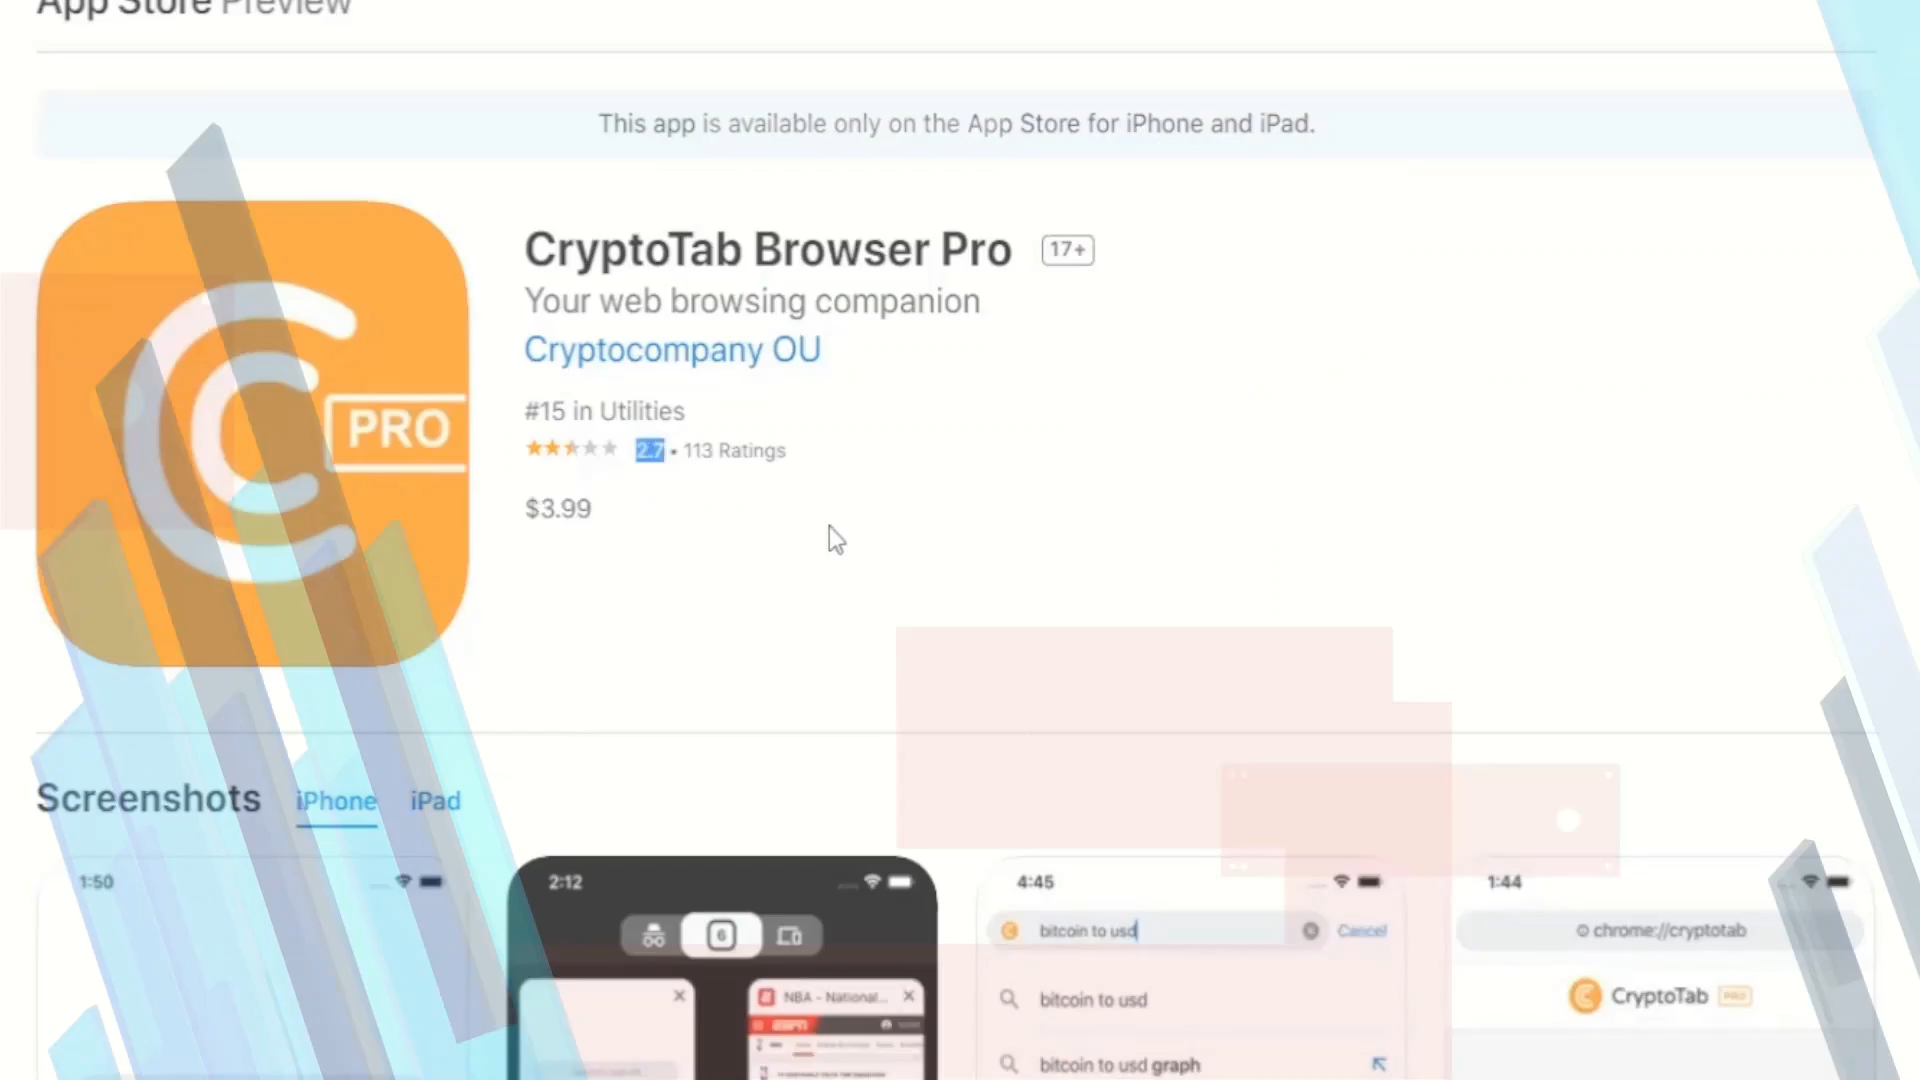 App Store Preview
This app is available only on the App Store for iPhone and iPad.
CryptoTab Browser Pro 17+
Your web browsing companion
Cryptocompany OU
#15 in Utilities
2.7 • 113 Ratings
$3.99
PRO
Screenshots iPhone iPad
1:50
2:12
6
NBA - National...
4:45
bitcoin to usd Cancel
bitcoin to usd
bitcoin to usd graph
1:44
chrome://cryptotab
CryptoTab PRO